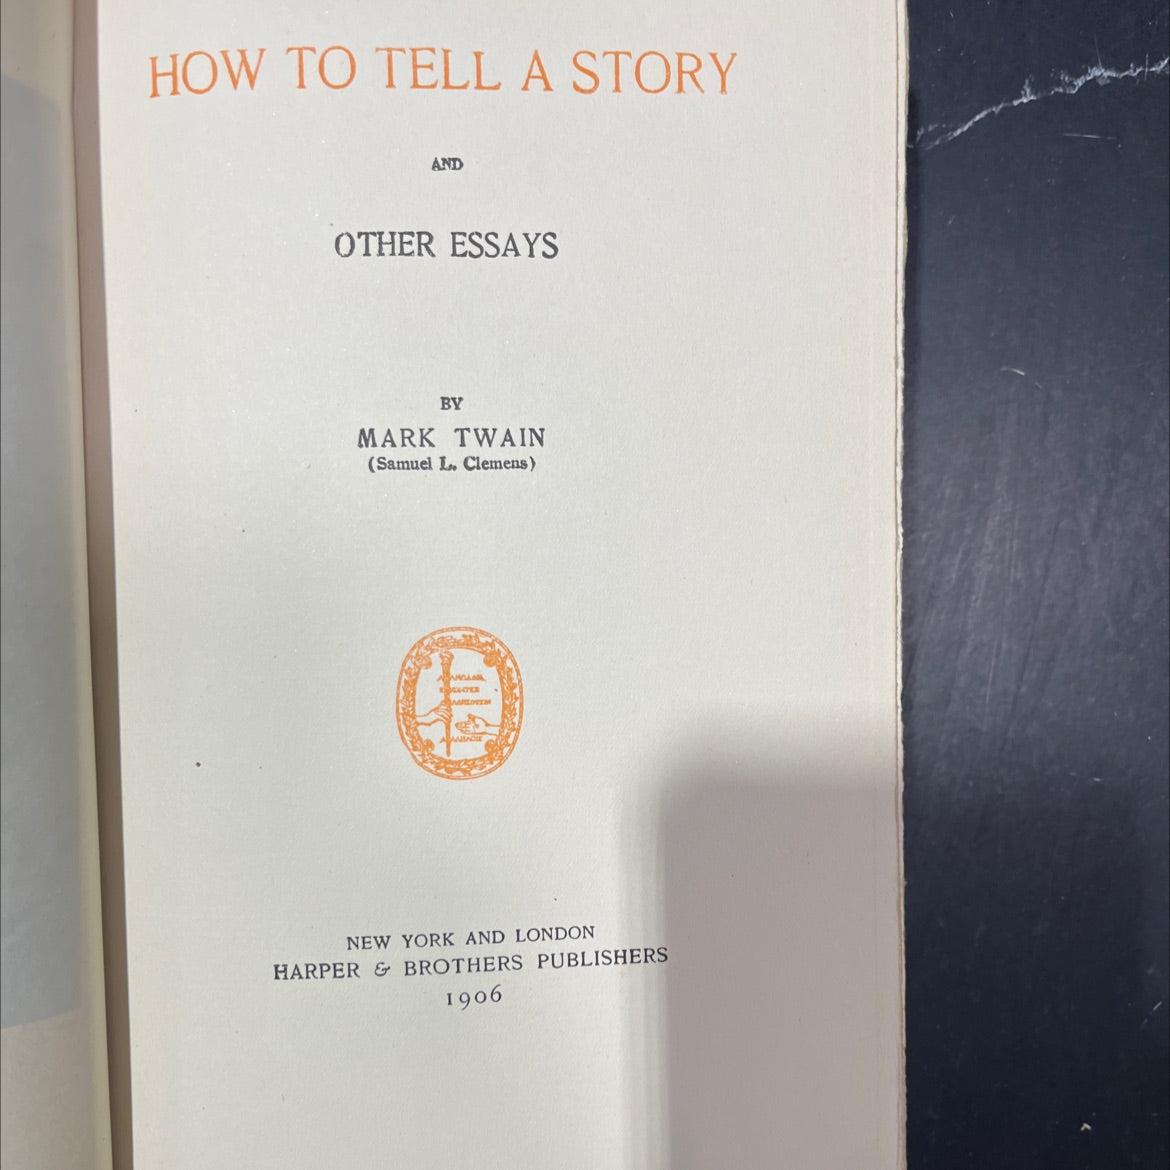 HOW TO TELL A STORY
AND
OTHER ESSAYS
BY
MARK TWAIN
(Samuel L. Clemens)
NEW YORK AND LONDON
HARPER & BROTHERS PUBLISHERS
1906